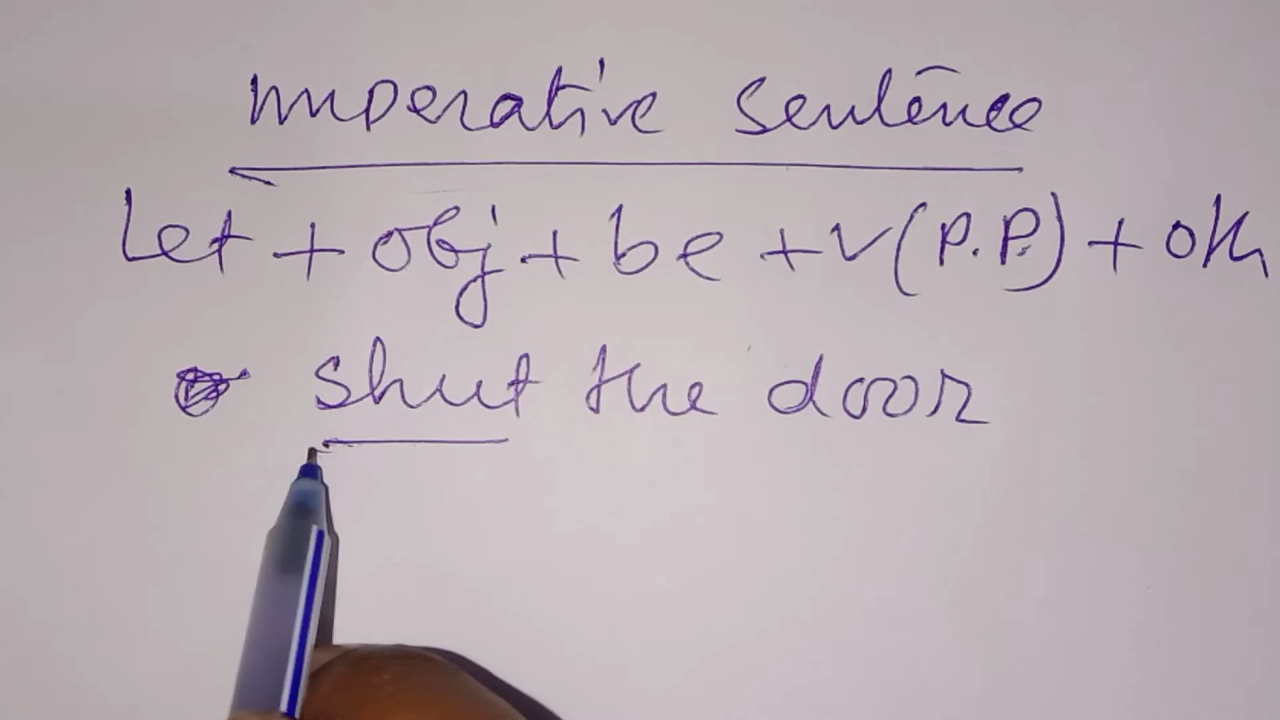 Imperative sentence
Let + obj + be + v (P.P.) + oth
shut the door